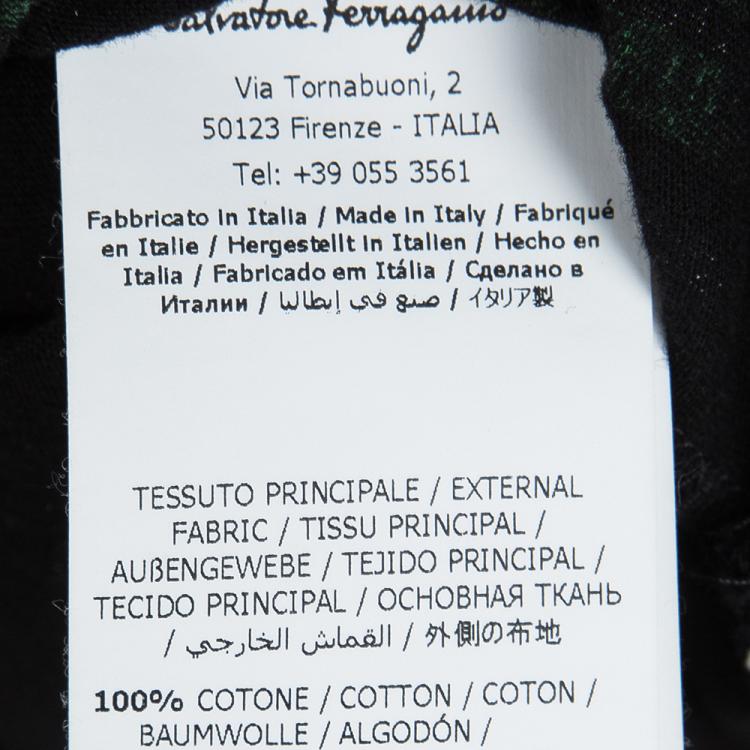 Salvatore Ferragamo
Via Tornabuoni, 2
50123 Firenze - ITALIA
Tel: +39 055 3561
Fabbricato in Italia / Made in Italy / Fabriqué
en Italie / Hergestellt in Italien / Hecho en
Italia / Fabricado em Itália / Сделано в
Италии / صنع في إيطاليا / イタリア製
TESSUTO PRINCIPALE / EXTERNAL
FABRIC / TISSU PRINCIPAL /
AUßENGEWEBE / TEJIDO PRINCIPAL /
TECIDO PRINCIPAL / ОСНОВНАЯ ТКАНЬ
/ القماش الخارجي / 外側の布地
100% COTONE / COTTON / COTON /
BAUMWOLLE / ALGODÓN /